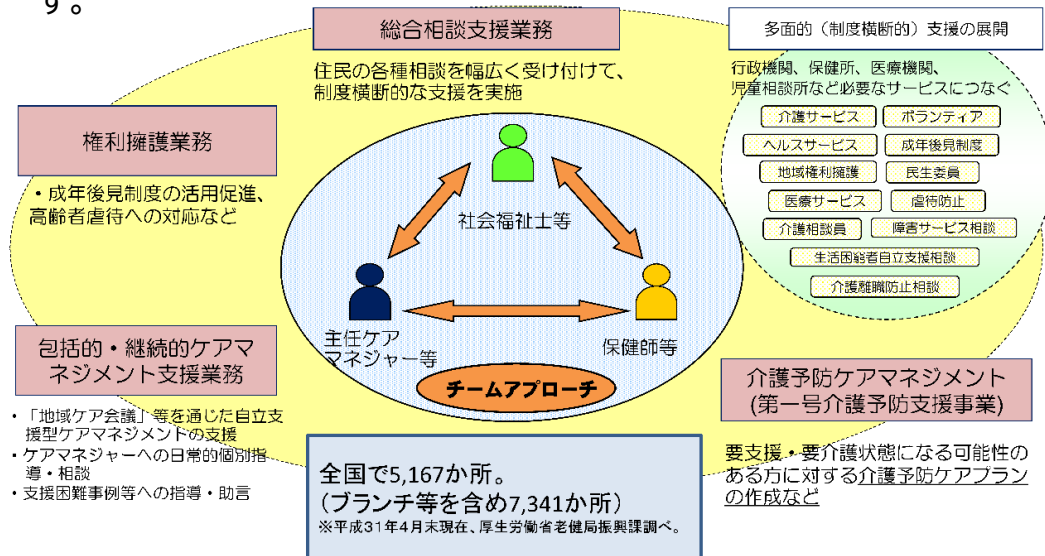 す。
総合相談支援業務
住民の各種相談を幅広く受け付けて、
制度横断的な支援を実施
多面的（制度横断的）支援の展開
行政機関、保健所、医療機関、
児童相談所など必要なサービスにつなぐ
介護サービス
ボランティア
ヘルスサービス
成年後見制度
地域権利擁護
民生委員
医療サービス
虐待防止
介護相談員
障害サービス相談
生活困窮者自立支援相談
介護離職防止相談
権利擁護業務
・成年後見制度の活用促進、
高齢者虐待への対応など
社会福祉士等
主任ケア
マネジャー等
保健師等
チームアプローチ
包括的・継続的ケアマ
ネジメント支援業務
・「地域ケア会議」等を通じた自立支
援型ケアマネジメントの支援
・ケアマネジャーへの日常的個別指
導・相談
・支援困難事例等への指導・助言
介護予防ケアマネジメント
(第一号介護予防支援事業)
要支援・要介護状態になる可能性の
ある方に対する介護予防ケアプラン
の作成など
全国で5,167か所。
（ブランチ等を含め7,341か所）
※平成31年4月末現在、厚生労働省老健局振興課調べ。